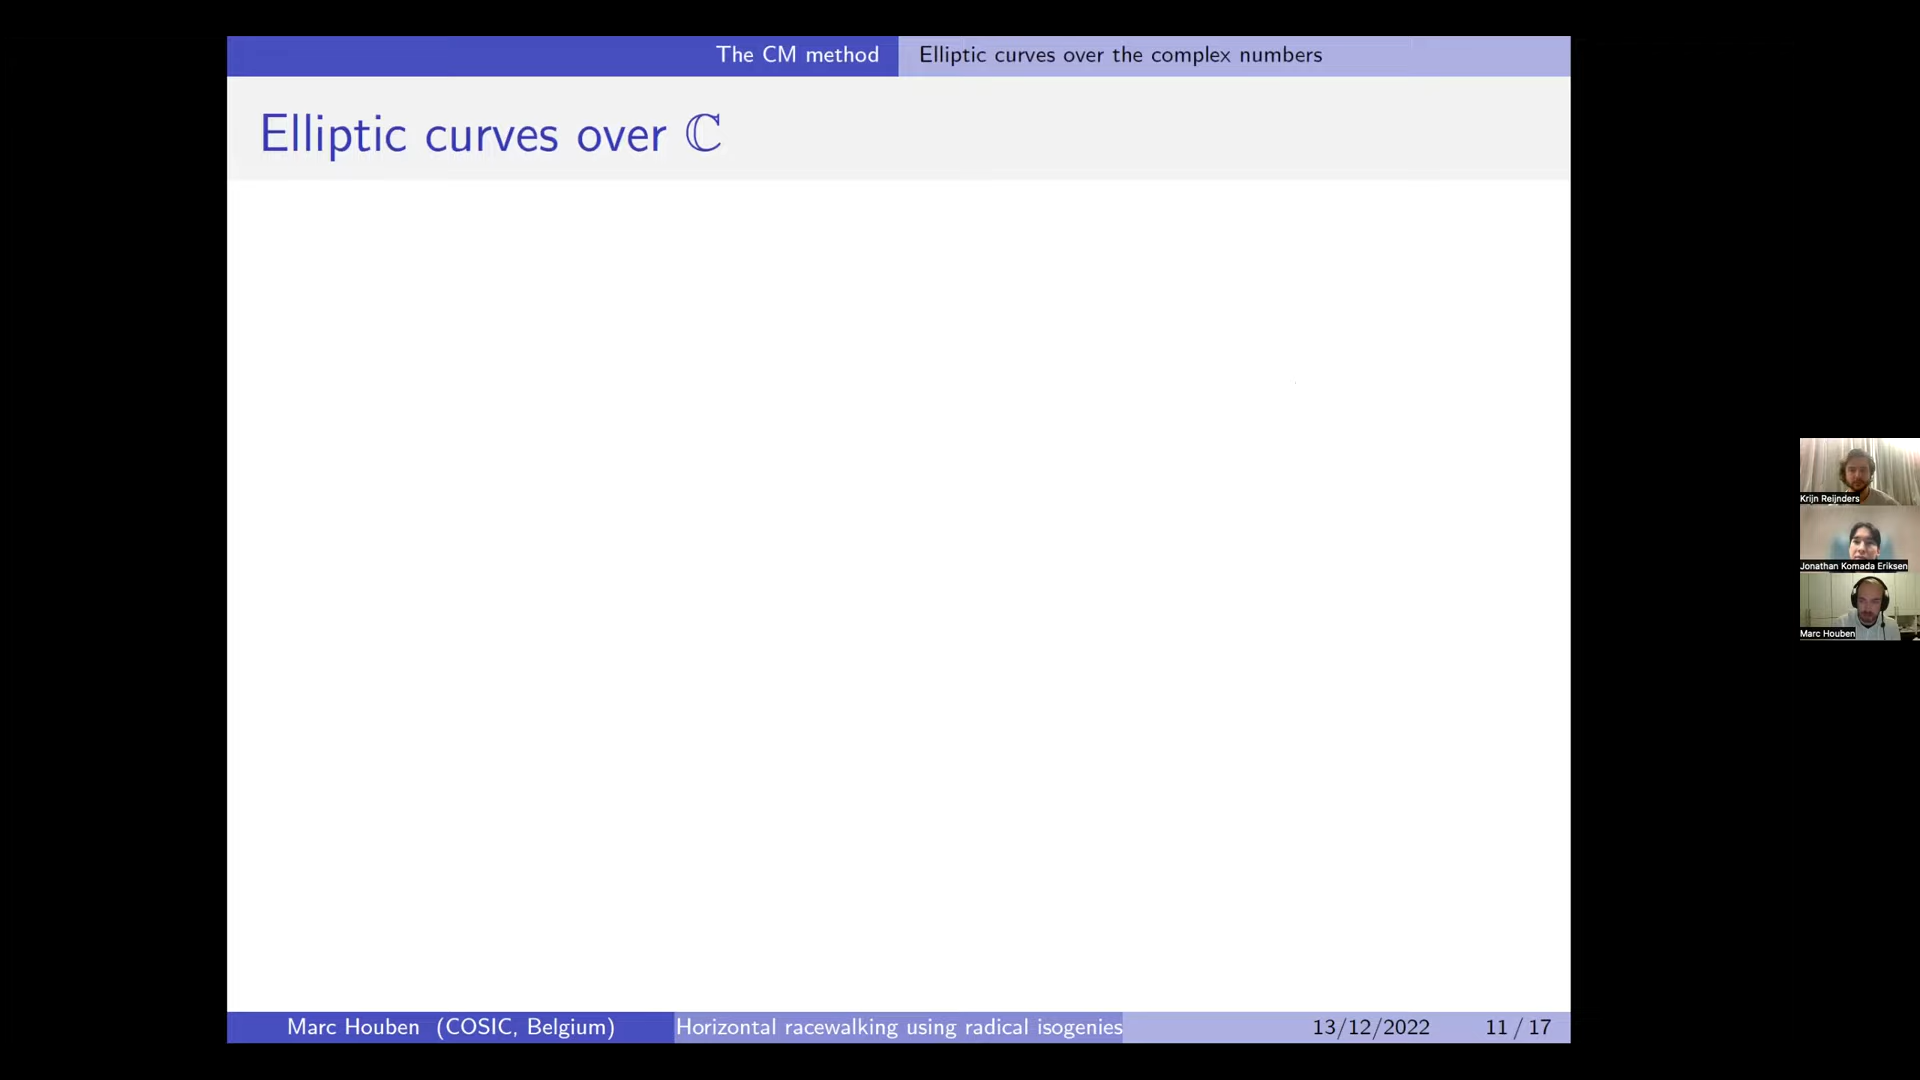 The CM method Elliptic curves over the complex numbers
Elliptic curves over ℂ
Krijn Reijnders
Jonathan Komada Eriksen
Marc Houben
Marc Houben (COSIC, Belgium) Horizontal racewalking using radical isogenies 13/12/2022 11 / 17